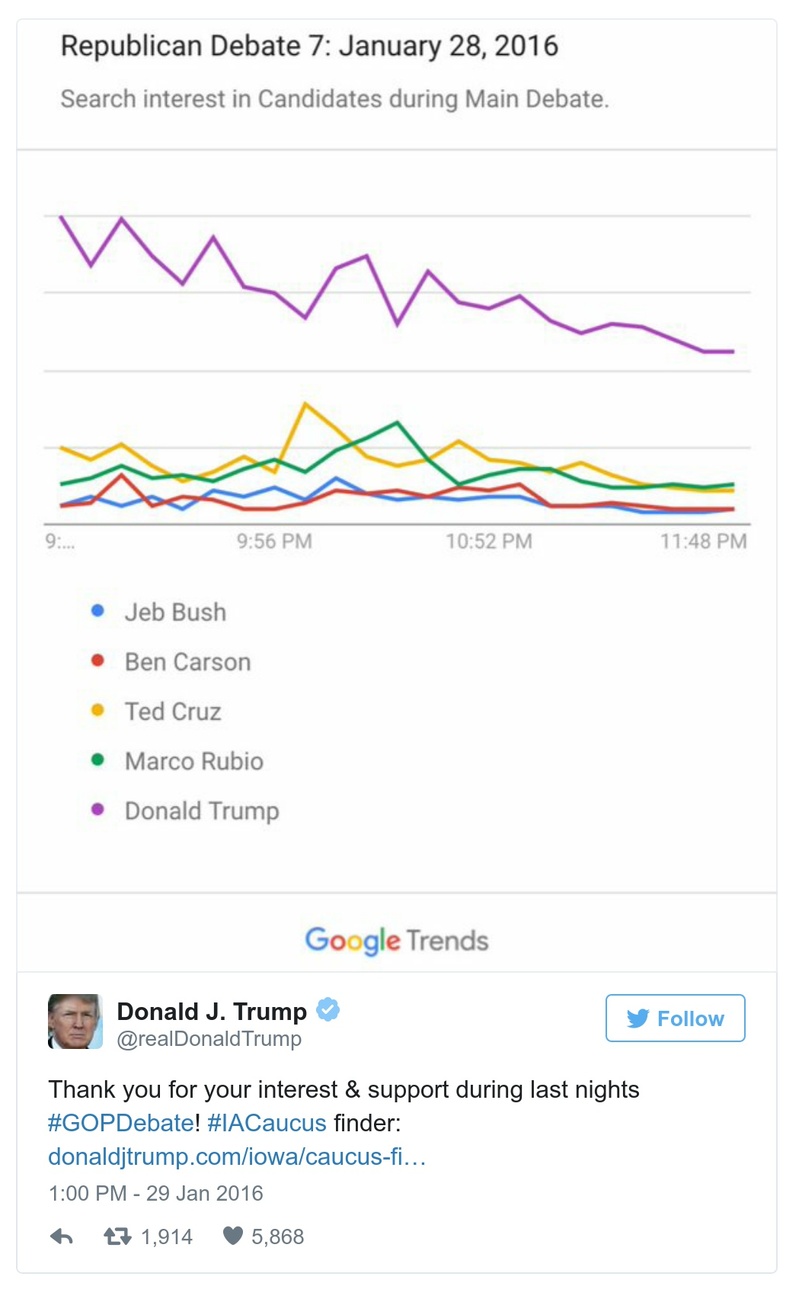 Republican Debate 7: January 28, 2016
Search interest in Candidates during Main Debate.
9:... 9:56 PM 10:52 PM 11:48 PM
Jeb Bush
Ben Carson
Ted Cruz
Marco Rubio
Donald Trump
Google Trends
Donald J. Trump
@realDonaldTrump
Follow
Thank you for your interest & support during last nights
#GOPDebate! #IACaucus finder:
donaldjtrump.com/iowa/caucus-fi…
1:00 PM - 29 Jan 2016
1,914 5,868